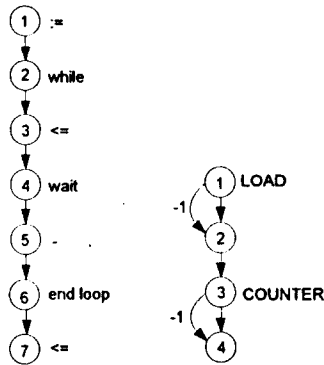 1 :=
2 while
3 <=
4 wait
5 -
6 end loop
7 <=
1 LOAD
-1
2
3 COUNTER
-1
4